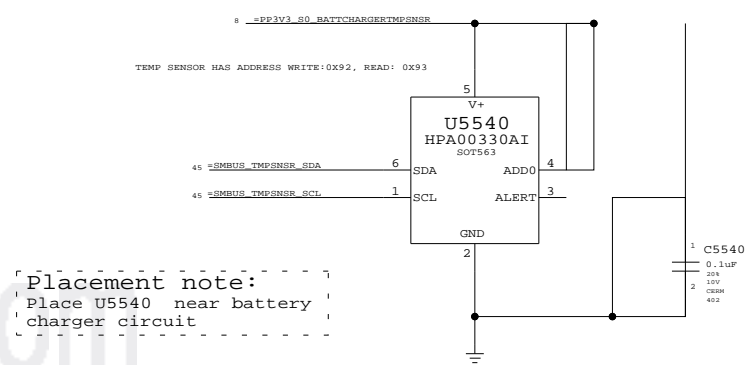 8 =PP3V3_S0_BATTCHARGERTMPSNSR
TEMP SENSOR HAS ADDRESS WRITE:0X92, READ: 0X93
5
V+
U5540
HPA00330AI
SOT563
45 =SMBUS_TMPSNSR_SDA 6 SDA ADD0 4
45 =SMBUS_TMPSNSR_SCL 1 SCL ALERT 3
GND
2
1 C5540
0.1uF
20%
10V
2 CERM
402
Placement note:
Place U5540 near battery
charger circuit
om